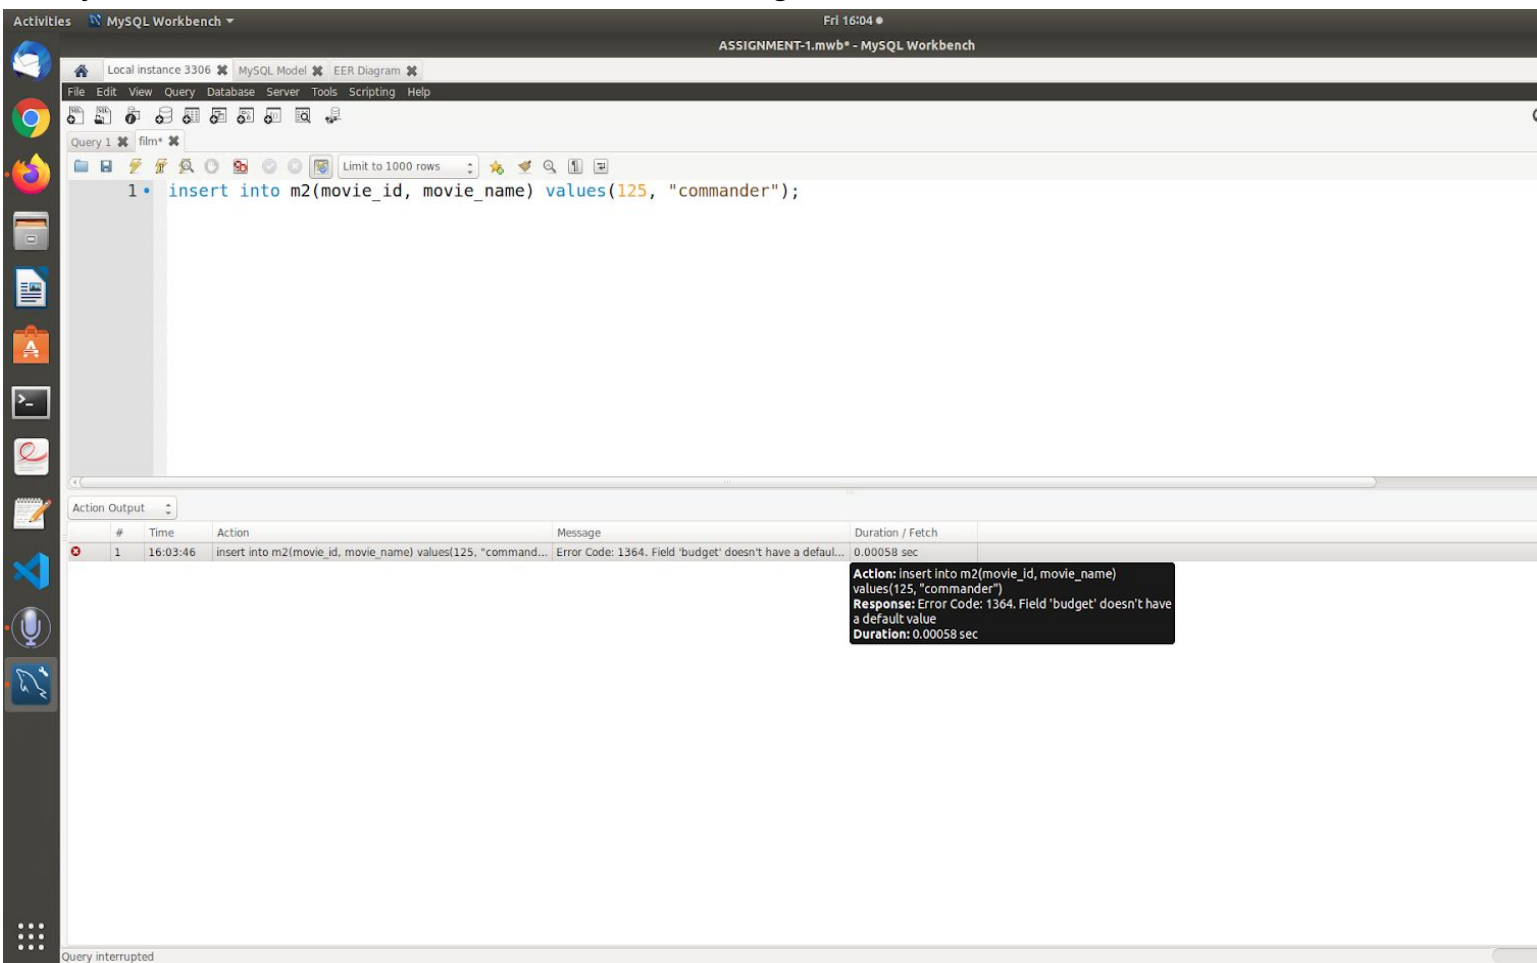 Activities MySQL Workbench Fri 16:04
ASSIGNMENT-1.mwb* - MySQL Workbench
Local instance 3306 MySQL Model EER Diagram
File Edit View Query Database Server Tools Scripting Help
Query 1 film*
Limit to 1000 rows
1 insert into m2(movie_id, movie_name) values(125, "commander");
Action Output
# Time Action Message Duration / Fetch
1 16:03:46 insert into m2(movie_id, movie_name) values(125, "command... Error Code: 1364. Field 'budget' doesn't have a defaul... 0.00058 sec
Action: insert into m2(movie_id, movie_name)
values(125, "commander")
Response: Error Code: 1364. Field 'budget' doesn't have
a default value
Duration: 0.00058 sec
Query interrupted